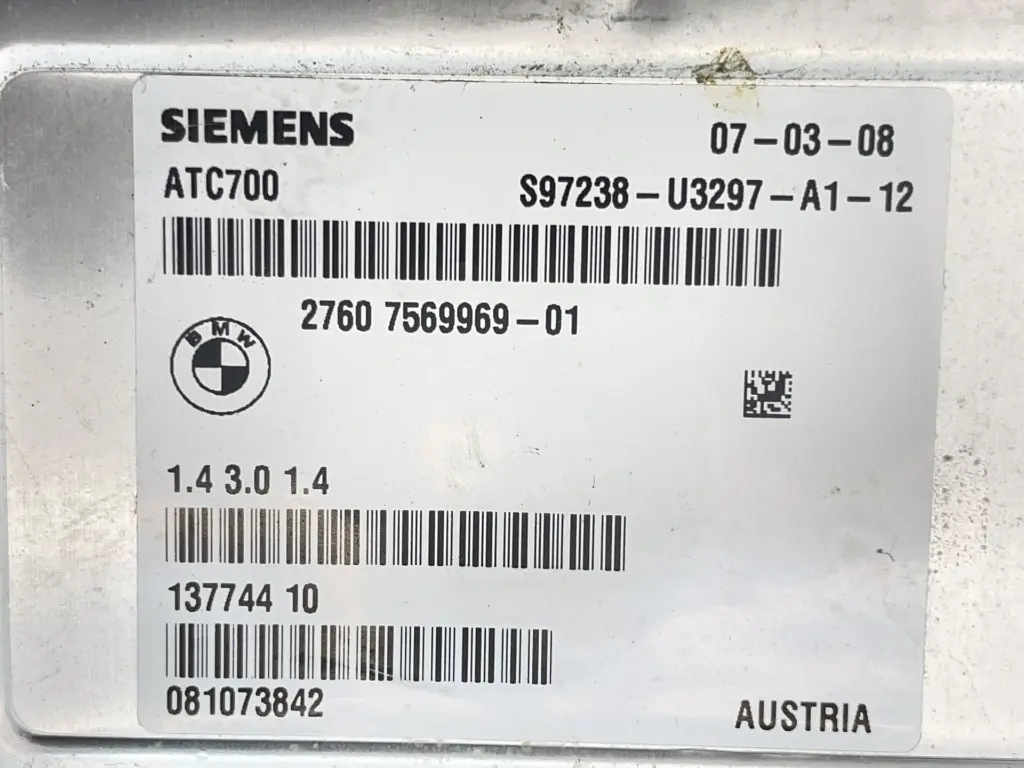 SIEMENS
07-03-08
ATC700
S97238-U3297-A1-12
2760 7569969-01
BMW
1.4 3.0 1.4
137744 10
081073842
AUSTRIA